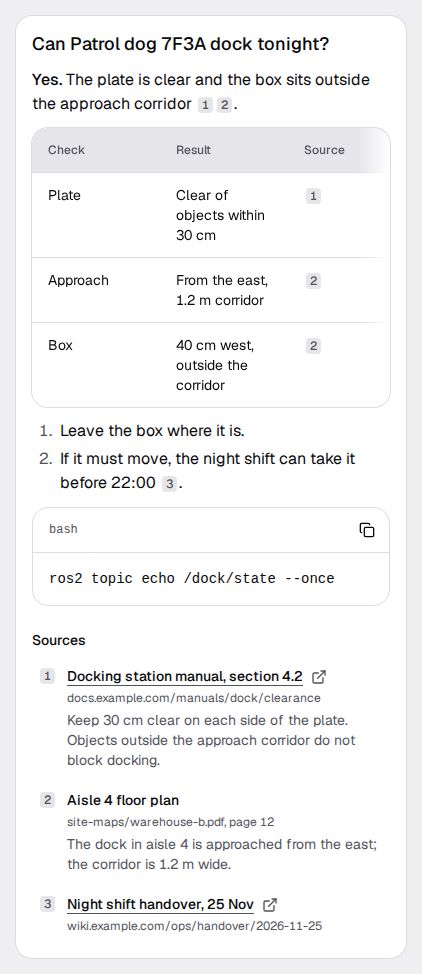 Can Patrol dog 7F3A dock tonight?
Yes. The plate is clear and the box sits outside
the approach corridor 1 2.
Check Result Source
Plate Clear of 1
objects within
30 cm
Approach From the east, 2
1.2 m corridor
Box 40 cm west, 2
outside the
corridor
1. Leave the box where it is.
2. If it must move, the night shift can take it
before 22:00 3.
bash
ros2 topic echo /dock/state --once
Sources
1 Docking station manual, section 4.2
docs.example.com/manuals/dock/clearance
Keep 30 cm clear on each side of the plate.
Objects outside the approach corridor do not
block docking.
2 Aisle 4 floor plan
site-maps/warehouse-b.pdf, page 12
The dock in aisle 4 is approached from the east;
the corridor is 1.2 m wide.
3 Night shift handover, 25 Nov
wiki.example.com/ops/handover/2026-11-25